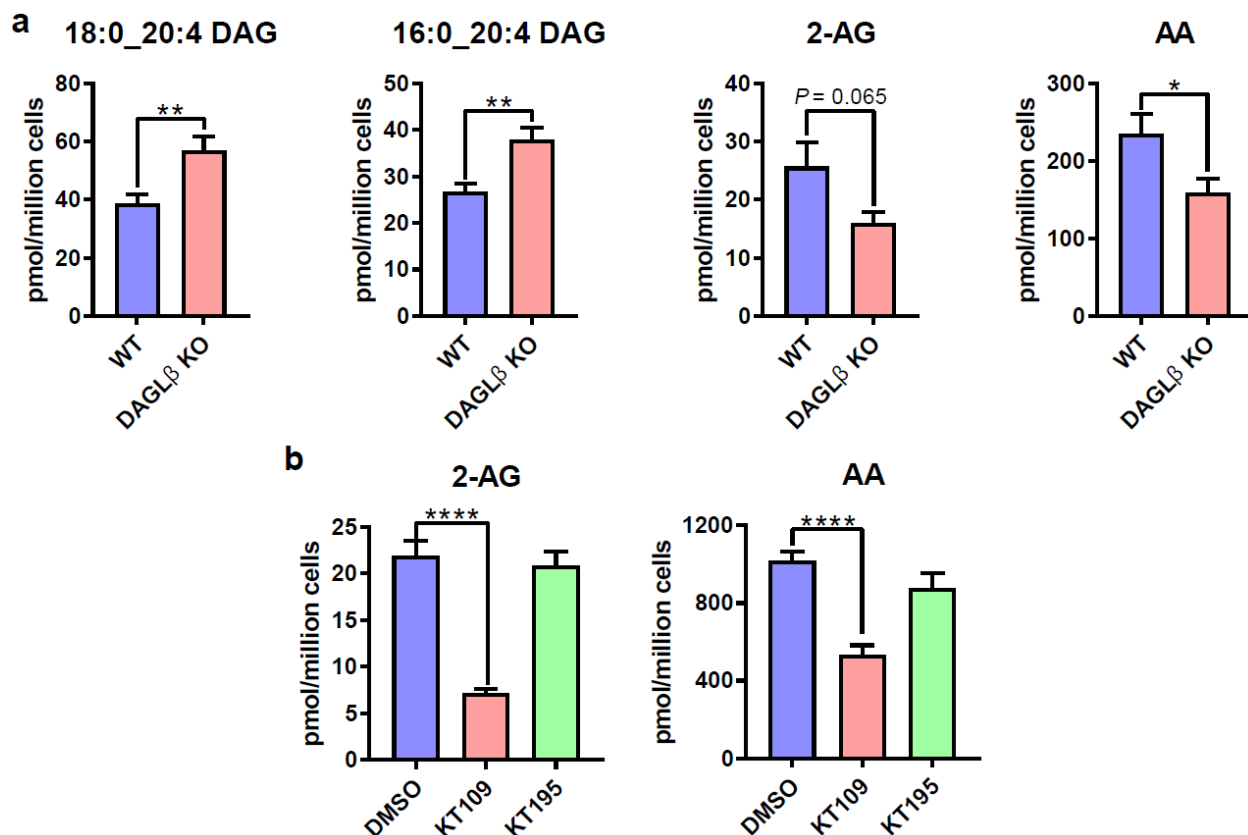 a
18:0_20:4 DAG
pmol/million cells
80
60
40
20
0
**
WT
DAGLβ KO
16:0_20:4 DAG
pmol/million cells
50
40
30
20
10
0
**
WT
DAGLβ KO
2-AG
pmol/million cells
40
30
20
10
0
P = 0.065
WT
DAGLβ KO
AA
pmol/million cells
300
200
100
0
*
WT
DAGLβ KO
b
2-AG
pmol/million cells
25
20
15
10
5
0
****
DMSO
KT109
KT195
AA
pmol/million cells
1200
800
400
0
****
DMSO
KT109
KT195